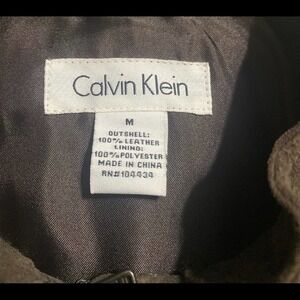 Calvin Klein
M
OUTSHELL:
100% LEATHER
LINING:
100% POLYESTER
MADE IN CHINA
RN#104434